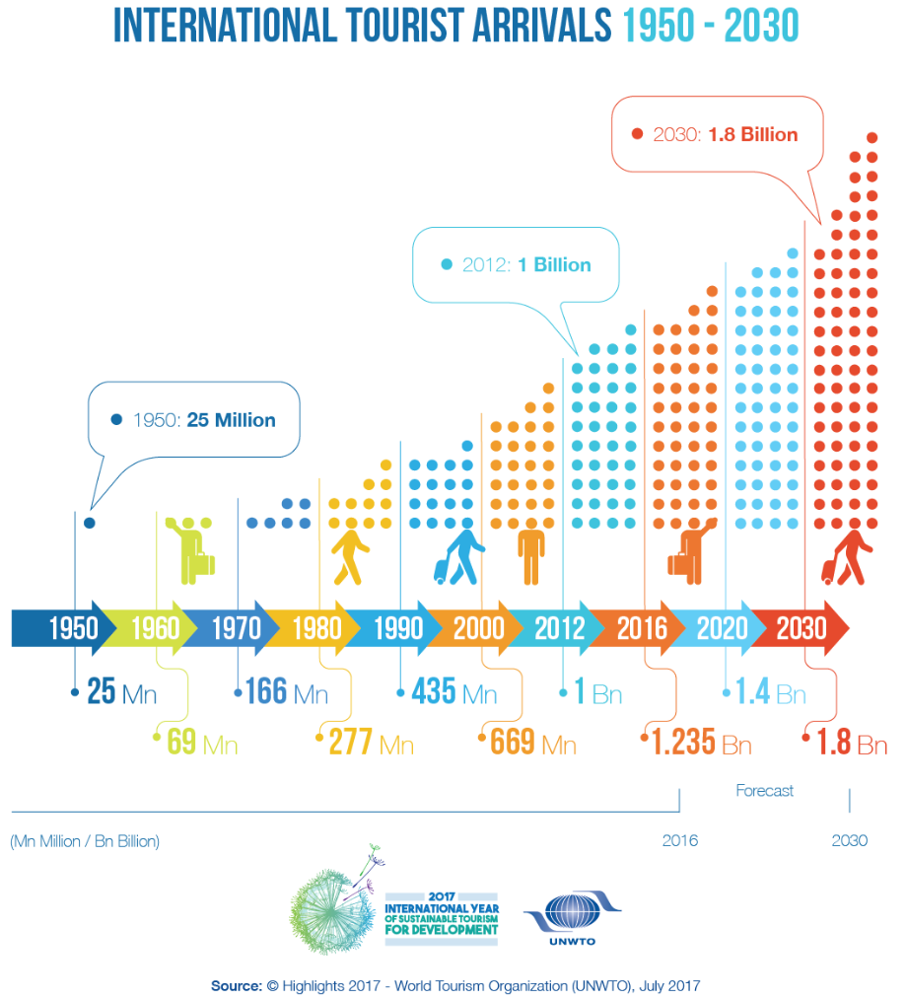 INTERNATIONAL TOURIST ARRIVALS 1950 - 2030
2030: 1.8 Billion
2012: 1 Billion
1950: 25 Million
1950 1960 1970 1980 1990 2000 2012 2016 2020 2030
25 Mn 166 Mn 435 Mn 1 Bn 1.4 Bn
69 Mn 277 Mn 669 Mn 1.235 Bn 1.8 Bn
Forecast
(Mn Million / Bn Billion) 2016 2030
2017
INTERNATIONAL YEAR
OF SUSTAINABLE TOURISM
FOR DEVELOPMENT
UNWTO
Source: © Highlights 2017 - World Tourism Organization (UNWTO), July 2017